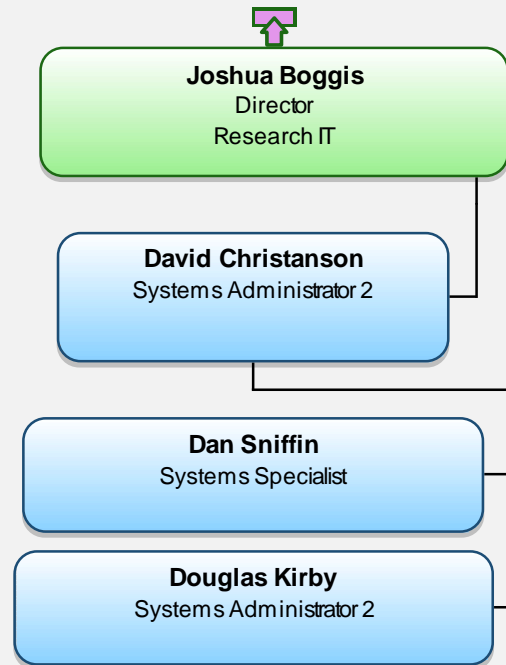 Joshua Boggis
Director
Research IT
David Christanson
Systems Administrator 2
Dan Sniffin
Systems Specialist
Douglas Kirby
Systems Administrator 2